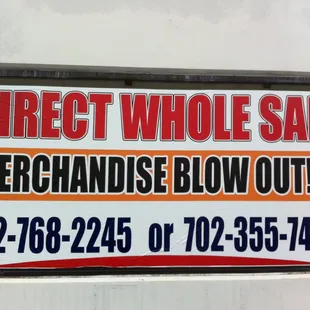 IRECT WHOLE SA
ERCHANDISE BLOW OUT!
2-768-2245 or 702-355-74